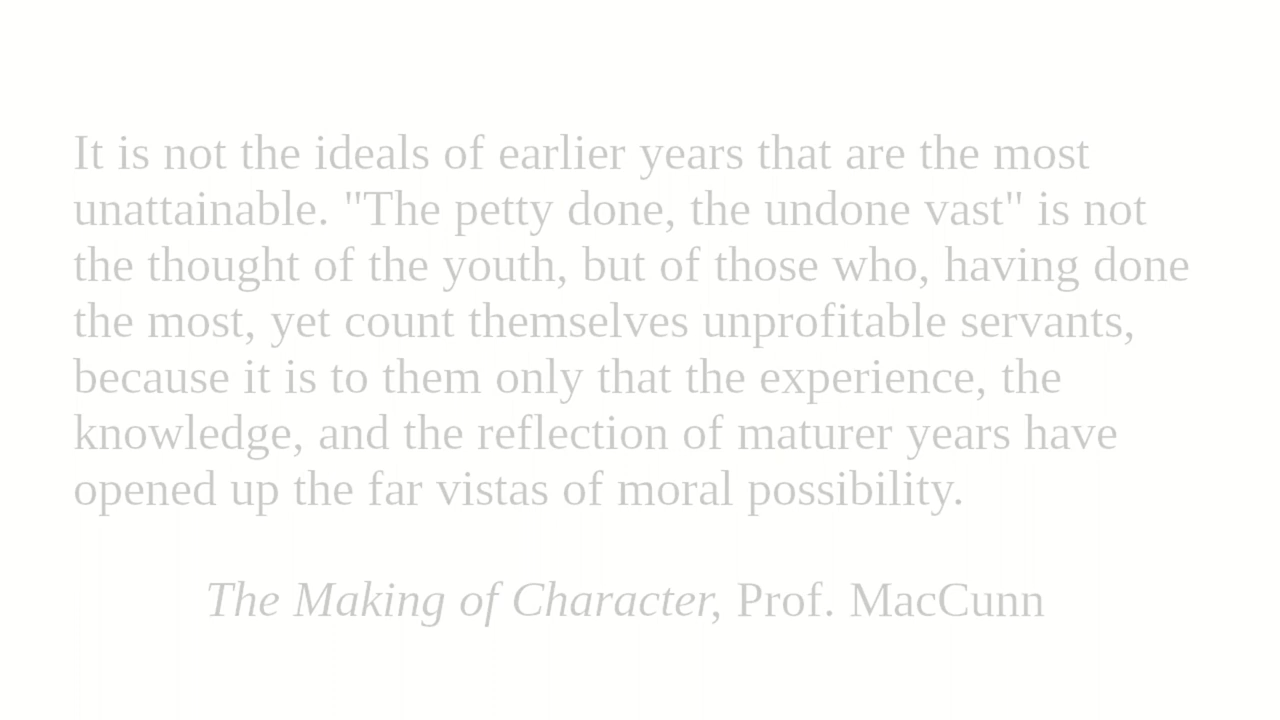 It is not the ideals of earlier years that are the most
unattainable. "The petty done, the undone vast" is not
the thought of the youth, but of those who, having done
the most, yet count themselves unprofitable servants,
because it is to them only that the experience, the
knowledge, and the reflection of maturer years have
opened up the far vistas of moral possibility.
The Making of Character, Prof. MacCunn